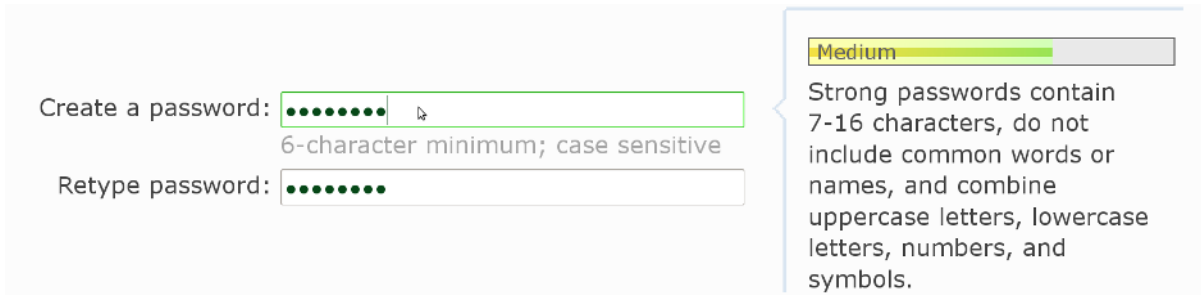 Medium
Create a password: ••••••••
6-character minimum; case sensitive
Retype password: ••••••••
Strong passwords contain
7-16 characters, do not
include common words or
names, and combine
uppercase letters, lowercase
letters, numbers, and
symbols.